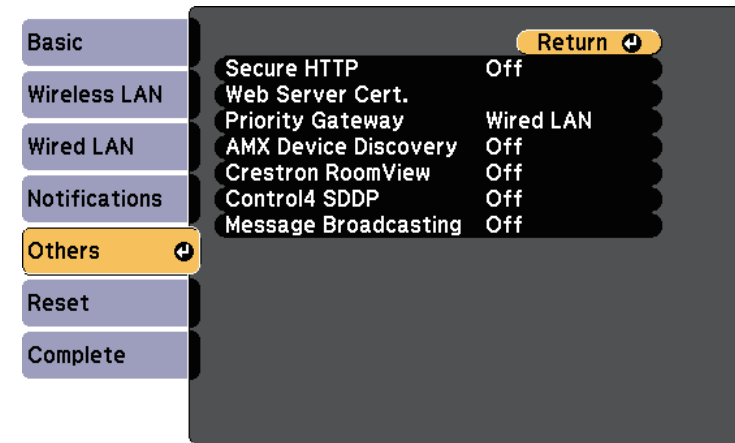 Basic
Wireless LAN
Wired LAN
Notifications
Others
Reset
Complete
Return
Secure HTTP Off
Web Server Cert.
Priority Gateway Wired LAN
AMX Device Discovery Off
Crestron RoomView Off
Control4 SDDP Off
Message Broadcasting Off